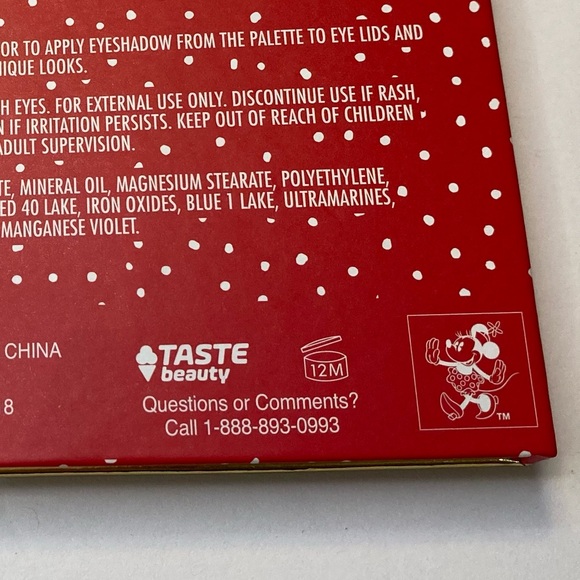 OR TO APPLY EYESHADOW FROM THE PALETTE TO EYE LIDS AND
NIQUE LOOKS.
H EYES. FOR EXTERNAL USE ONLY. DISCONTINUE USE IF RASH,
N IF IRRITATION PERSISTS. KEEP OUT OF REACH OF CHILDREN
ADULT SUPERVISION.
TE, MINERAL OIL, MAGNESIUM STEARATE, POLYETHYLENE,
ED 40 LAKE, IRON OXIDES, BLUE 1 LAKE, ULTRAMARINES,
MANGANESE VIOLET.
CHINA
TASTE
beauty
12M
8
Questions or Comments?
Call 1-888-893-0993
TM